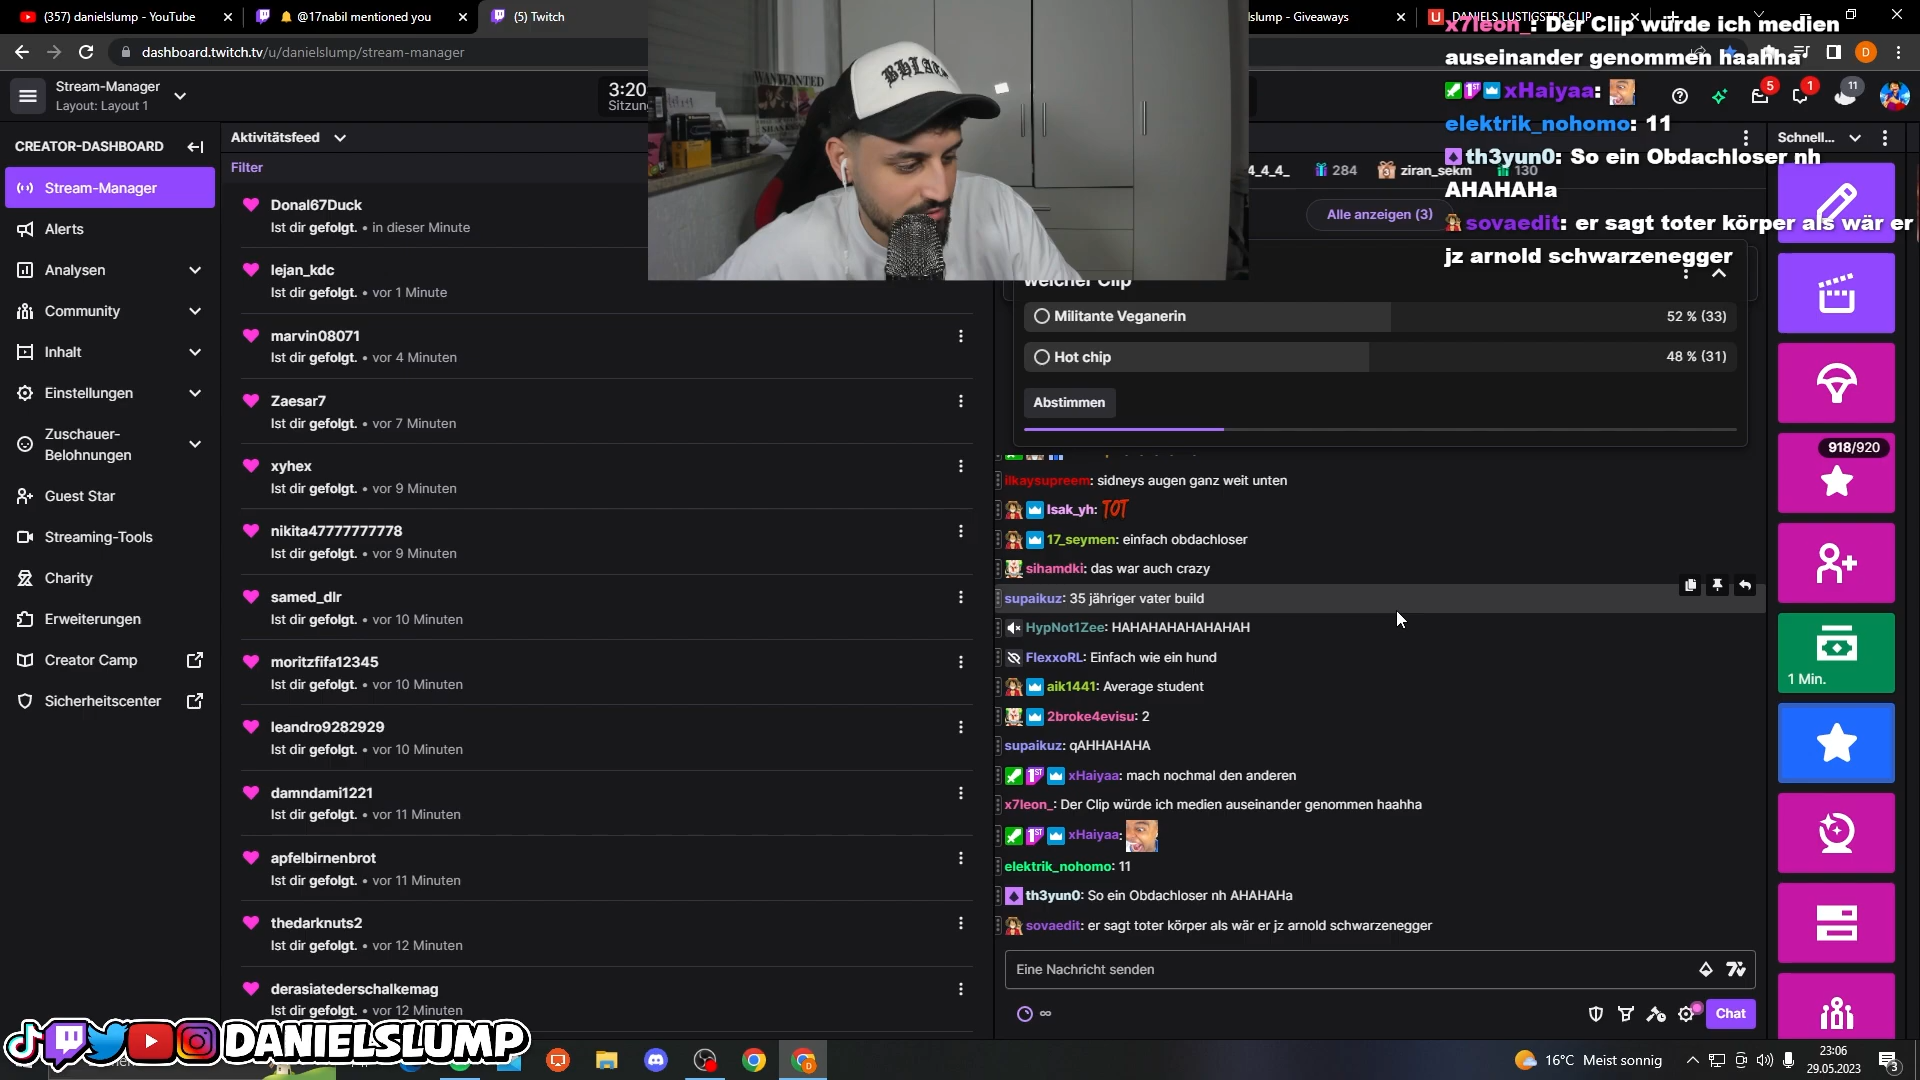 (357) danielslump - YouTube
@17nabil mentioned you
(5) Twitch
lslump - Giveaways
DANIELS LUSTIGSTER CLIP
dashboard.twitch.tv/u/danielslump/stream-manager
D
Stream-Manager
Layout: Layout 1
3:20
Sitzun
CREATOR-DASHBOARD
Stream-Manager
Alerts
Analysen
Community
Inhalt
Einstellungen
Zuschauer-
Belohnungen
Guest Star
Streaming-Tools
Charity
Erweiterungen
Creator Camp
Sicherheitscenter
Aktivitätsfeed
Filter
Donal67Duck
Ist dir gefolgt. • in dieser Minute
lejan_kdc
Ist dir gefolgt. • vor 1 Minute
marvin08071
Ist dir gefolgt. • vor 4 Minuten
Zaesar7
Ist dir gefolgt. • vor 7 Minuten
xyhex
Ist dir gefolgt. • vor 9 Minuten
nikita47777777778
Ist dir gefolgt. • vor 9 Minuten
samed_dlr
Ist dir gefolgt. • vor 10 Minuten
moritzfifa12345
Ist dir gefolgt. • vor 10 Minuten
leandro9282929
Ist dir gefolgt. • vor 10 Minuten
damndami1221
Ist dir gefolgt. • vor 11 Minuten
apfelbirnenbrot
Ist dir gefolgt. • vor 11 Minuten
thedarknuts2
Ist dir gefolgt. • vor 12 Minuten
derasiatederschalkemag
Ist dir gefolgt. • vor 12 Minuten
x7leon_: Der Clip würde ich medien
auseinander genommen haahha
xHaiyaa:
elektrik_nohomo: 11
th3yun0: So ein Obdachloser nh
AHAHAHa
sovaedit: er sagt toter körper als wär er
jz arnold schwarzenegger
5
1
11
4_4_4_
284
ziran_sekm
130
Alle anzeigen (3)
welcher Clip
Militante Veganerin
52 % (33)
Hot chip
48 % (31)
Abstimmen
ilkaysupreem: sidneys augen ganz weit unten
Isak_yh: TOT
17_seymen: einfach obdachloser
sihamdki: das war auch crazy
supaikuz: 35 jähriger vater build
HypNot1Zee: HAHAHAHAHAHAHAH
FlexxoRL: Einfach wie ein hund
aik1441: Average student
2broke4evisu: 2
supaikuz: qAHHAHAHA
xHaiyaa: mach nochmal den anderen
x7leon_: Der Clip würde ich medien auseinander genommen haahha
xHaiyaa:
elektrik_nohomo: 11
th3yun0: So ein Obdachloser nh AHAHAHa
sovaedit: er sagt toter körper als wär er jz arnold schwarzenegger
Eine Nachricht senden
Chat
Schnell...
918/920
1 Min.
DANIELSLUMP
16°C Meist sonnig
23:06
29.05.2023
3